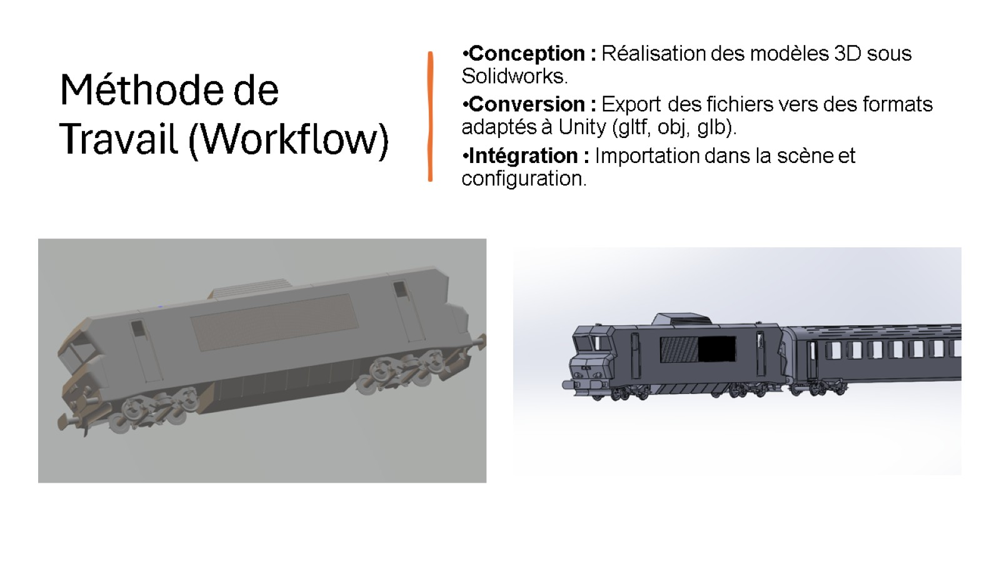 Méthode de
Travail (Workflow)
•Conception : Réalisation des modèles 3D sous
Solidworks.
•Conversion : Export des fichiers vers des formats
adaptés à Unity (gltf, obj, glb).
•Intégration : Importation dans la scène et
configuration.